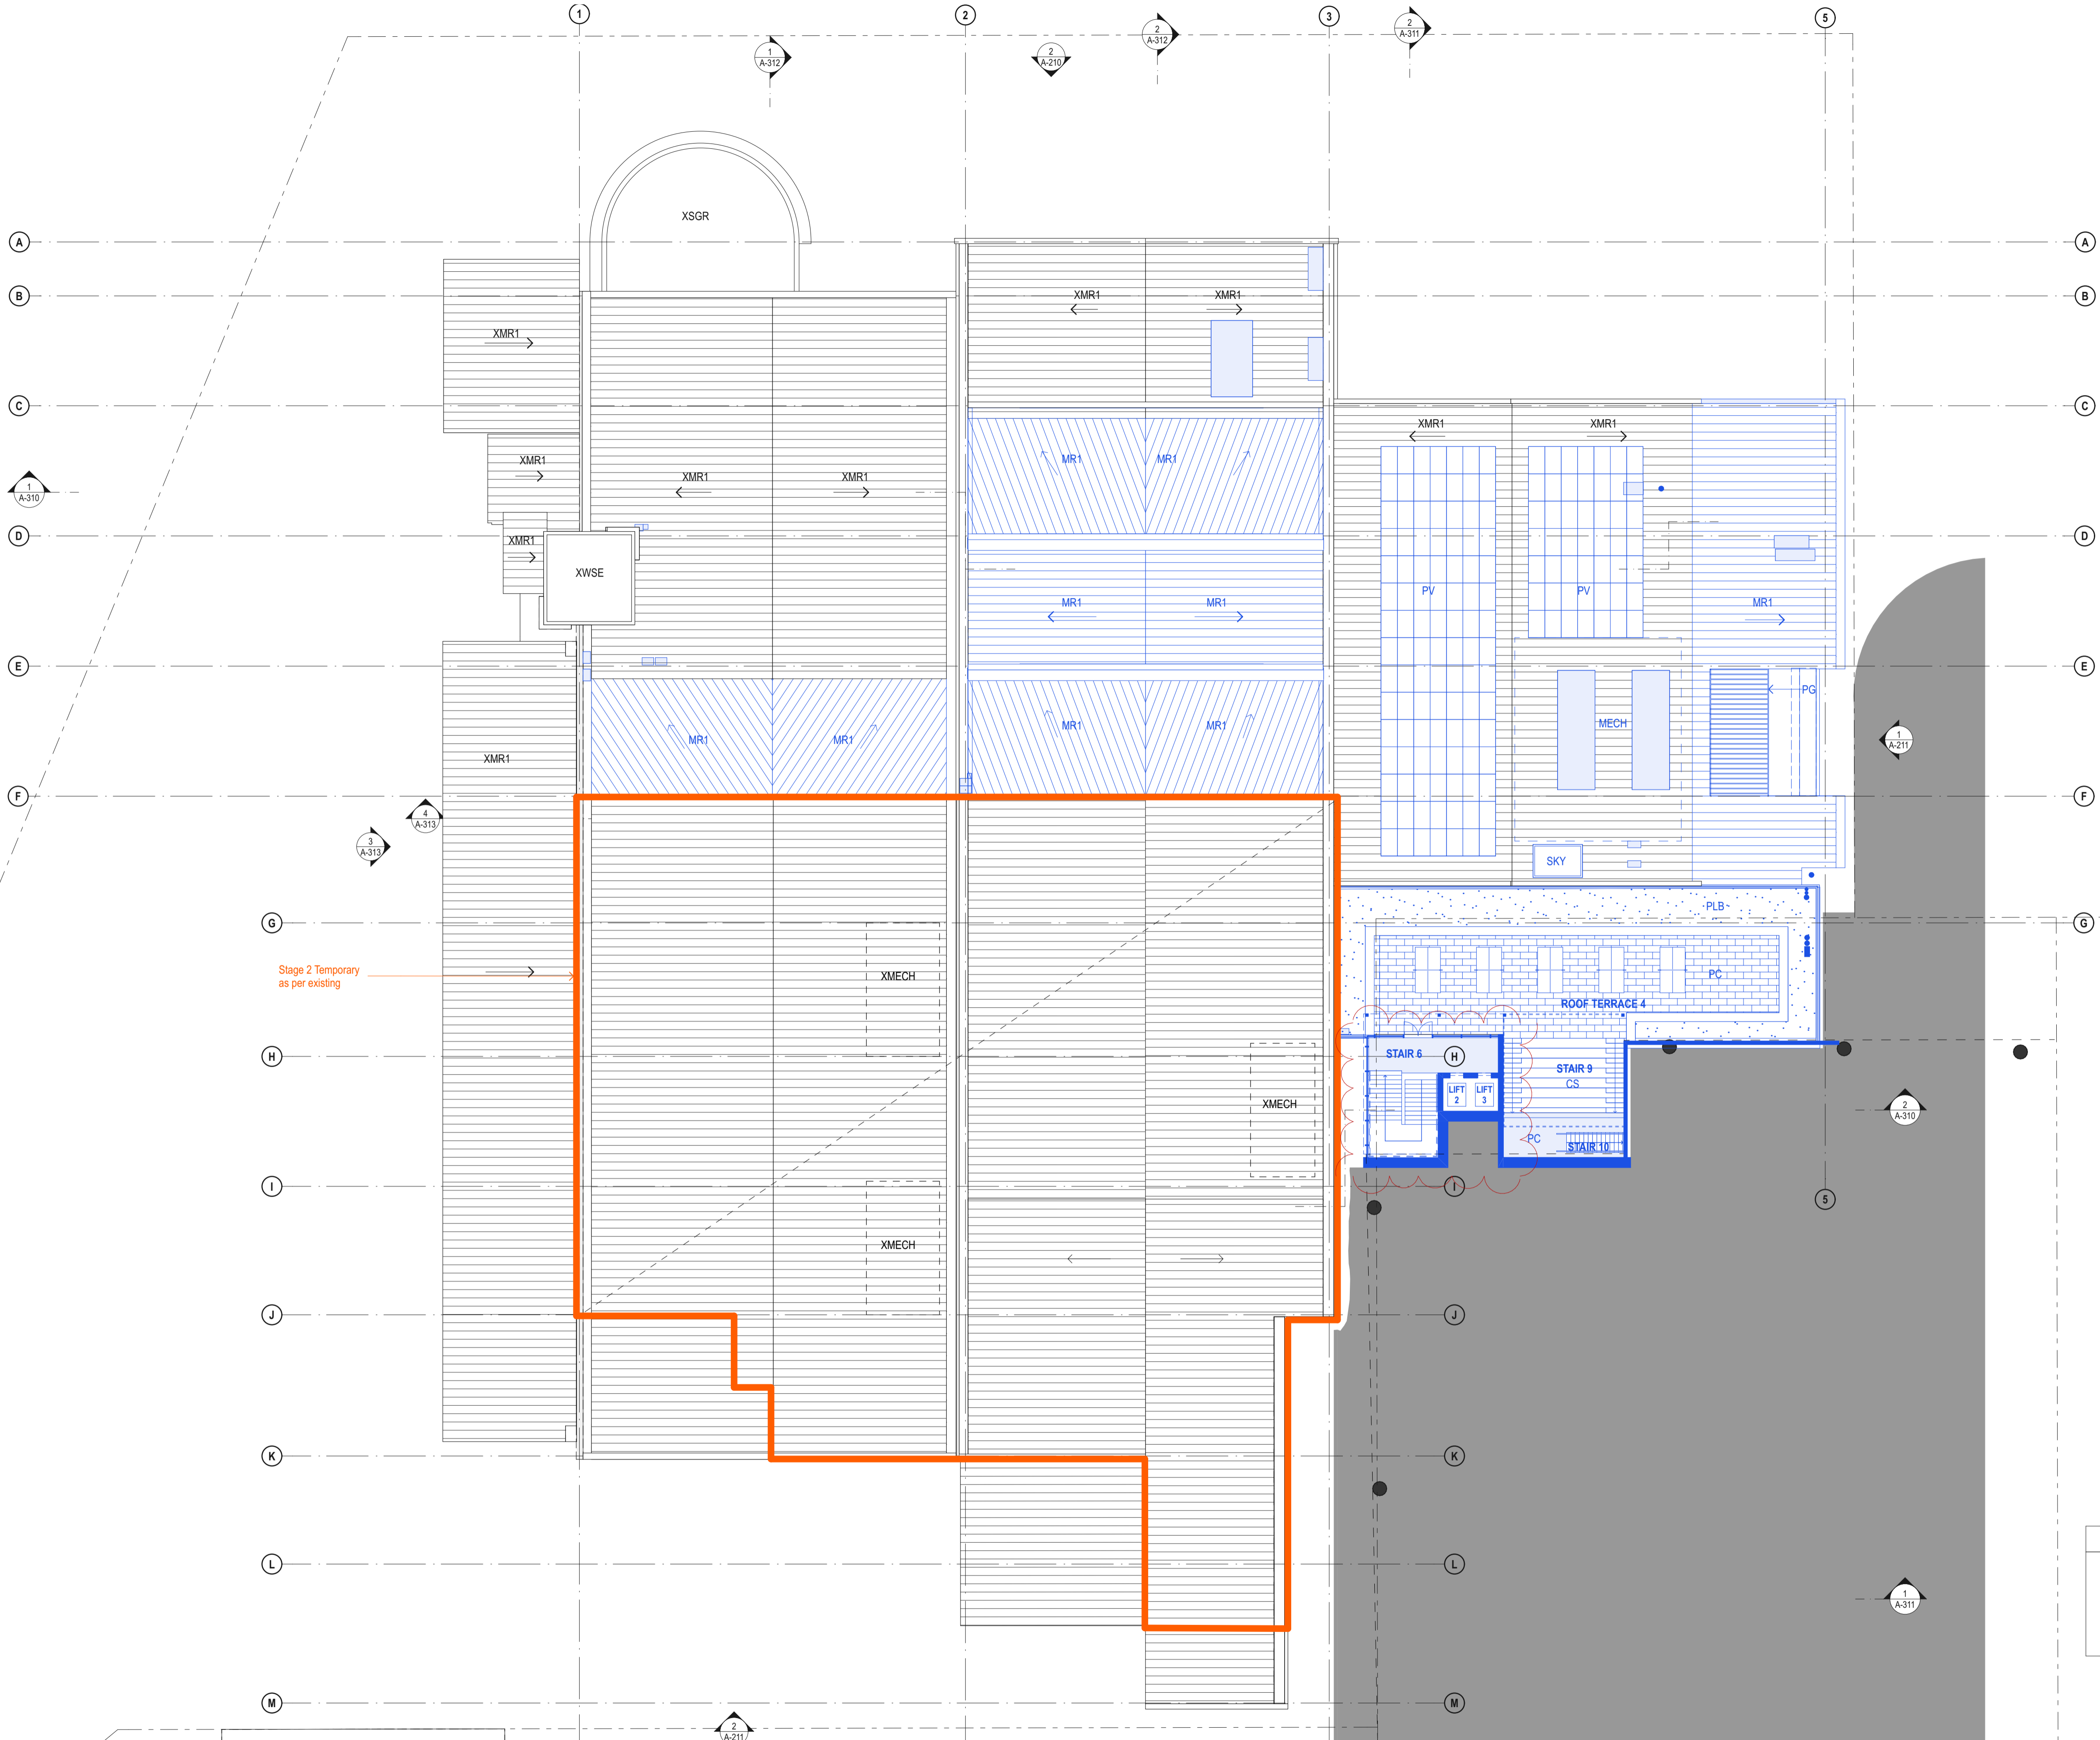 1
2
3
5
1
A-312
2
A-210
2
A-312
2
A-311
XSGR
A
A
B
B
XMR1
XMR1
XMR1
C
C
XMR1
XMR1
XMR1
MR1
MR1
XMR1
XMR1
XMR1
1
A-310
D
D
XMR1
XWSE
PV
PV
MR1
MR1
MR1
E
E
PG
MR1
MR1
MECH
MR1
MR1
1
A-211
XMR1
F
F
4
A-313
3
A-313
SKY
PLB
G
G
Stage 2 Temporary
as per existing
XMECH
PC
ROOF TERRACE 4
H
STAIR 6
H
STAIR 9
CS
LIFT
2
LIFT
3
XMECH
2
A-310
PC
STAIR 10
I
I
5
XMECH
J
J
K
K
L
L
1
A-311
M
M
2
A-211